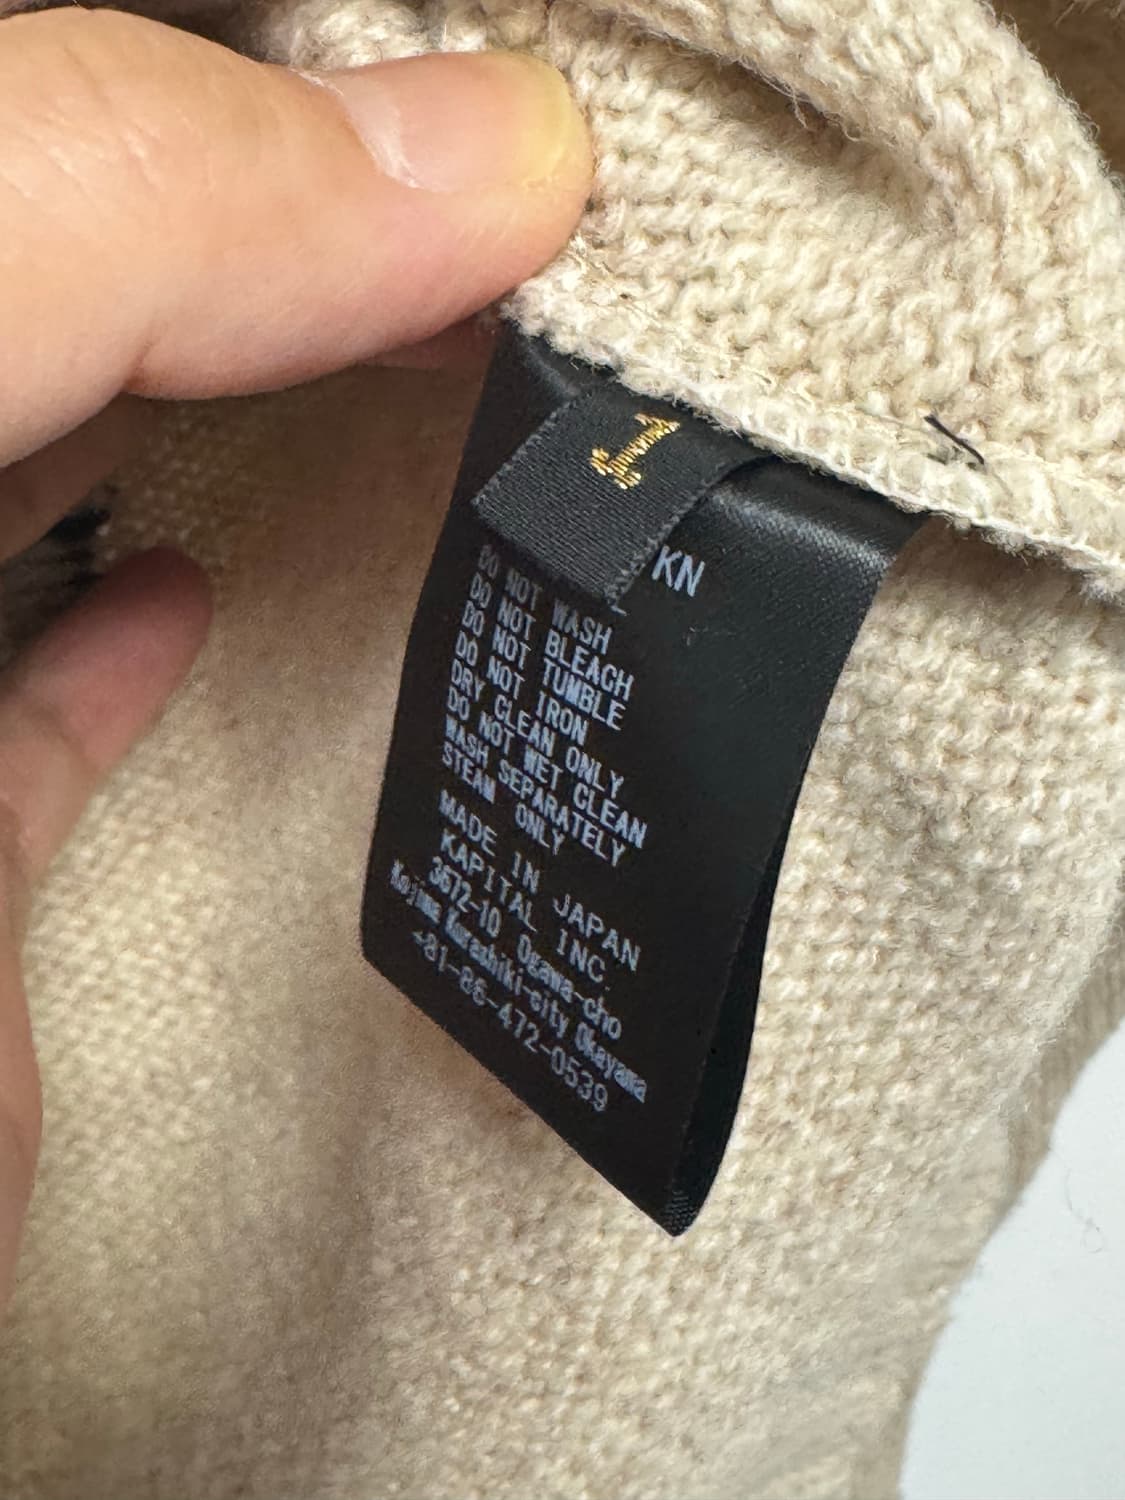 1
KN
DO NOT WASH
DO NOT BLEACH
DO NOT TUMBLE
DO NOT IRON
DRY CLEAN ONLY
DO NOT WET CLEAN
WASH SEPARATELY
STEAM ONLY
MADE IN JAPAN
KAPITAL INC.
3672-10 Ogawa-cho
Kojima Kurashiki-city Okayama
+81-86-472-0539